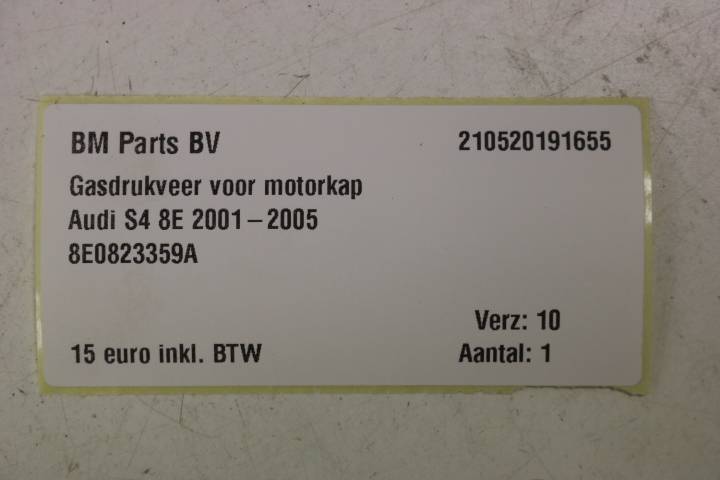 BM Parts BV 210520191655
Gasdrukveer voor motorkap
Audi S4 8E 2001-2005
8E0823359A
Verz: 10
15 euro inkl. BTW Aantal: 1